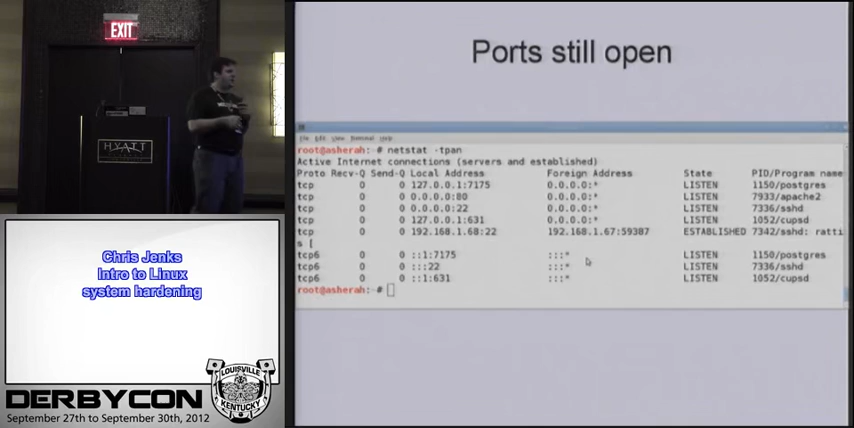 EXIT
HYATT
Chris Jenks
Intro to Linux
system hardening
DERBYCON
LOUISVILLE
KENTUCKY
September 27th to September 30th, 2012
Ports still open
File Edit View Terminal Help
root@asherah:~# netstat -tpan
Active Internet connections (servers and established)
Proto Recv-Q Send-Q Local Address Foreign Address State PID/Program name
tcp 0 0 127.0.0.1:7175 0.0.0.0:* LISTEN 1150/postgres
tcp 0 0 0.0.0.0:80 0.0.0.0:* LISTEN 7933/apache2
tcp 0 0 0.0.0.0:22 0.0.0.0:* LISTEN 7336/sshd
tcp 0 0 127.0.0.1:631 0.0.0.0:* LISTEN 1052/cupsd
tcp 0 0 192.168.1.68:22 192.168.1.67:59387 ESTABLISHED 7342/sshd: ratti
s [
tcp6 0 0 ::1:7175 :::* LISTEN 1150/postgres
tcp6 0 0 :::22 :::* LISTEN 7336/sshd
tcp6 0 0 ::1:631 :::* LISTEN 1052/cupsd
root@asherah:~#